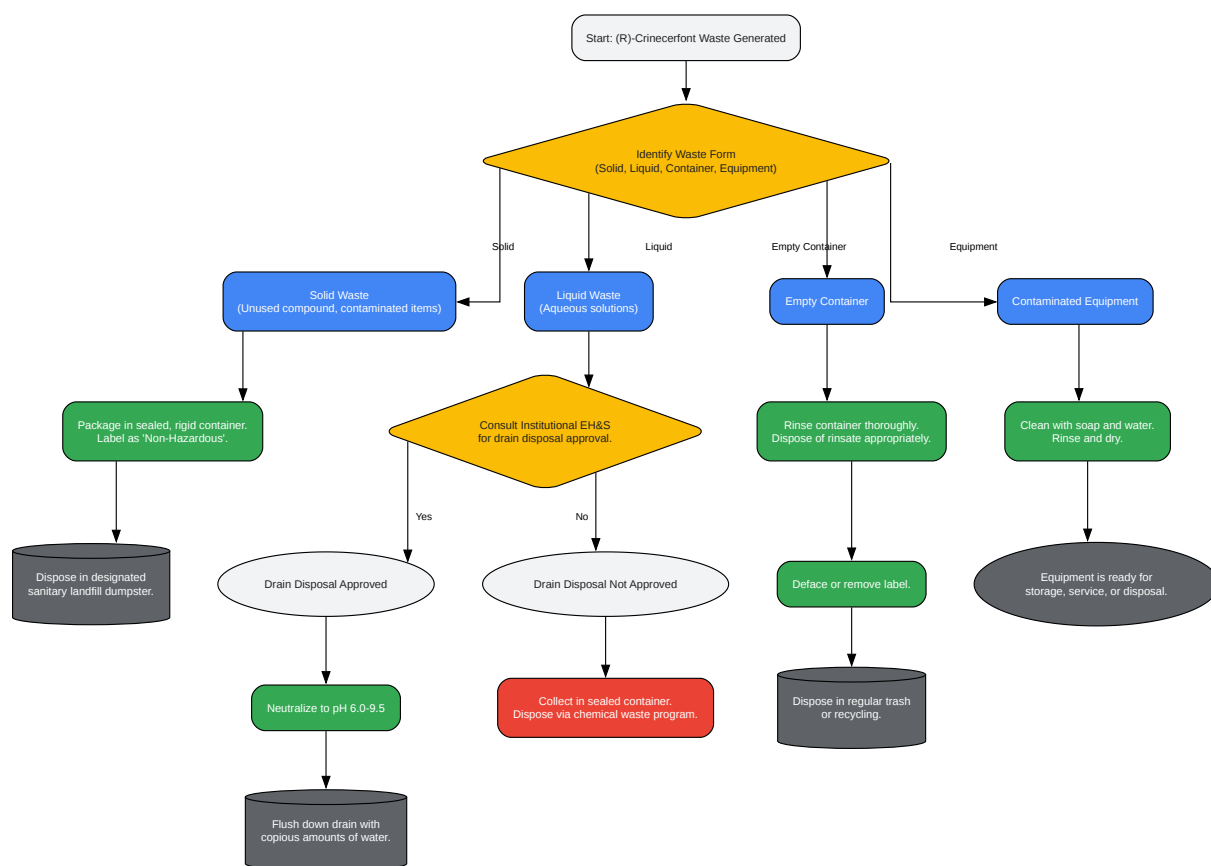 Start: (R)-Crinecerfont Waste Generated
Identify Waste Form
(Solid, Liquid, Container, Equipment)
Solid
Liquid
Empty Container
Equipment
Solid Waste
(Unused compound, contaminated items)
Liquid Waste
(Aqueous solutions)
Empty Container
Contaminated Equipment
Package in sealed, rigid container.
Label as 'Non-Hazardous'.
Consult Institutional EH&S
for drain disposal approval.
Rinse container thoroughly.
Dispose of rinsate appropriately.
Clean with soap and water.
Rinse and dry.
Yes
No
Dispose in designated
sanitary landfill dumpster.
Drain Disposal Approved
Drain Disposal Not Approved
Deface or remove label.
Equipment is ready for
storage, service, or disposal.
Neutralize to pH 6.0-9.5
Collect in sealed container.
Dispose via chemical waste program.
Dispose in regular trash
or recycling.
Flush down drain with
copious amounts of water.